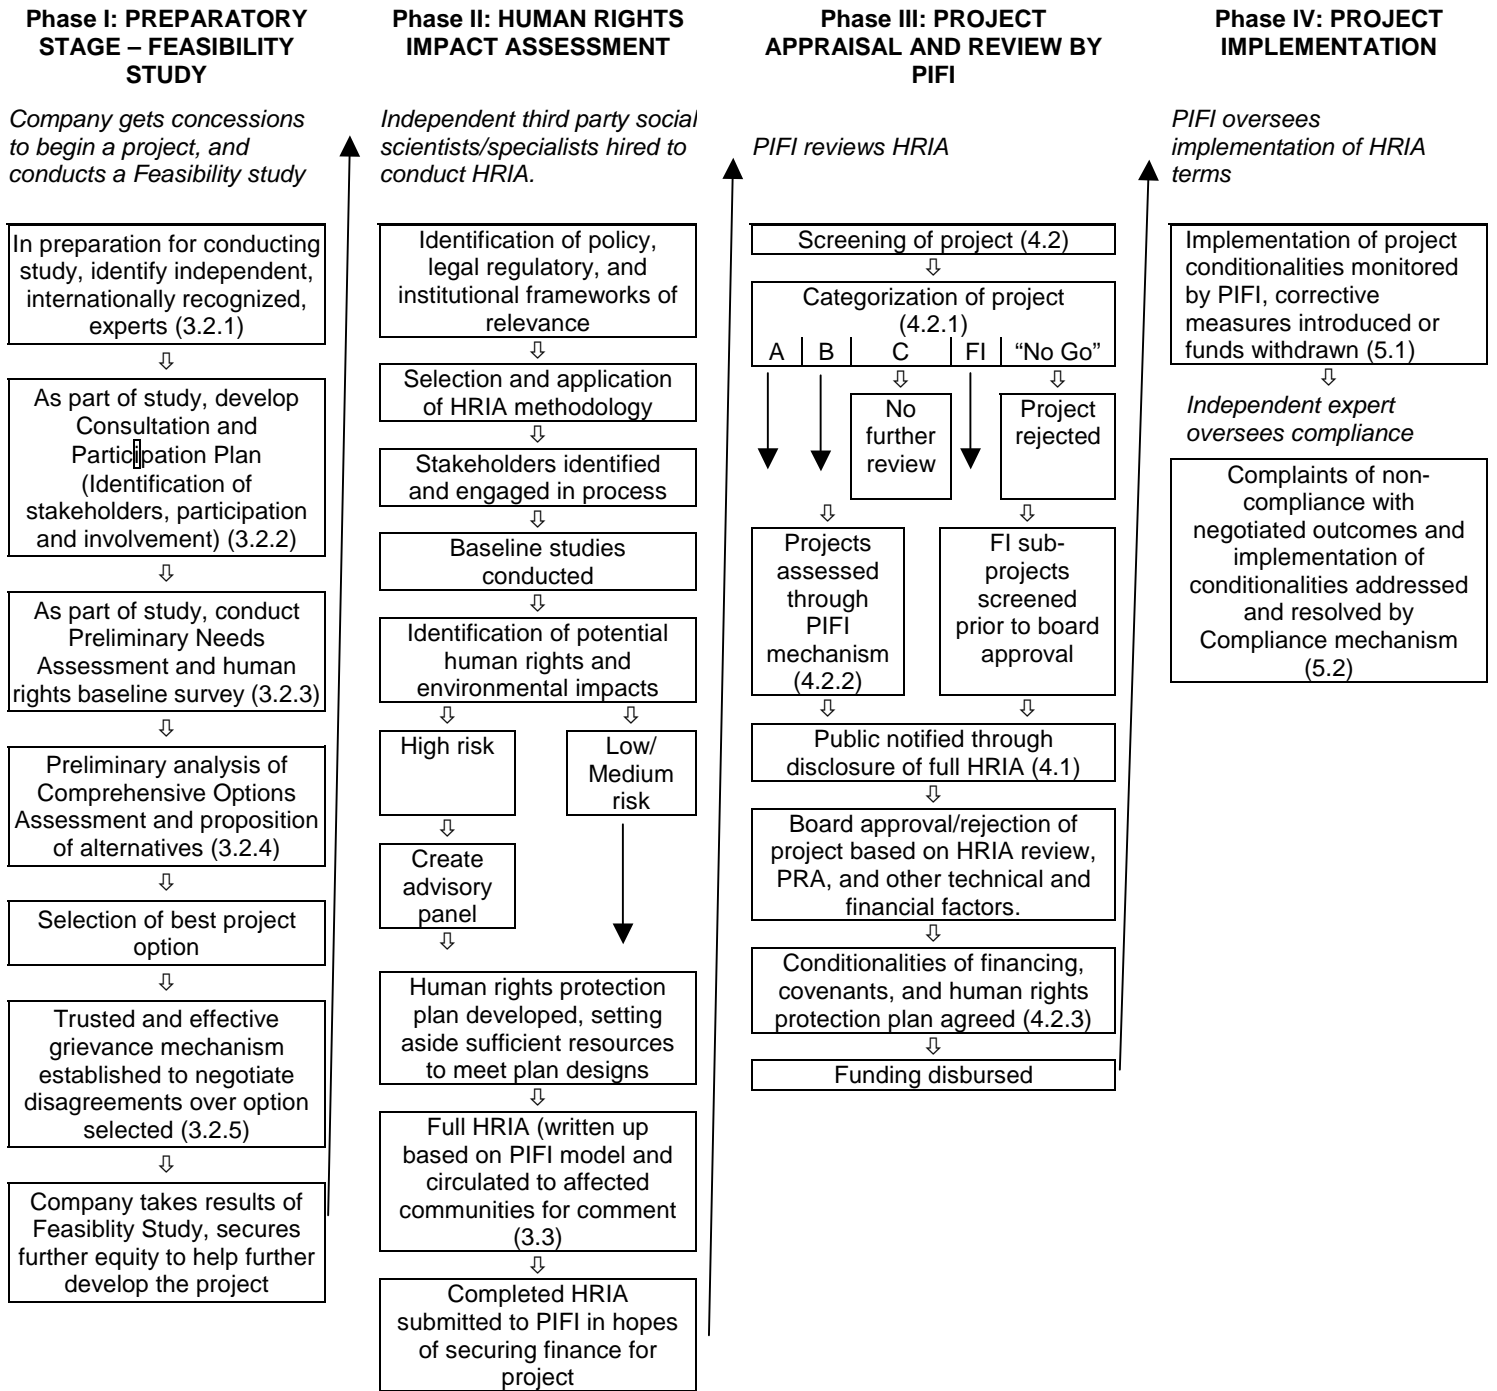 Phase I: PREPARATORY
STAGE – FEASIBILITY
STUDY
Company gets concessions
to begin a project, and
conducts a Feasibility study
In preparation for conducting
study, identify independent,
internationally recognized,
experts (3.2.1)
As part of study, develop
Consultation and
Participation Plan
(Identification of
stakeholders, participation
and involvement) (3.2.2)
As part of study, conduct
Preliminary Needs
Assessment and human
rights baseline survey (3.2.3)
Preliminary analysis of
Comprehensive Options
Assessment and proposition
of alternatives (3.2.4)
Selection of best project
option
Trusted and effective
grievance mechanism
established to negotiate
disagreements over option
selected (3.2.5)
Company takes results of
Feasiblity Study, secures
further equity to help further
develop the project
Phase II: HUMAN RIGHTS
IMPACT ASSESSMENT
Independent third party social
scientists/specialists hired to
conduct HRIA.
Identification of policy,
legal regulatory, and
institutional frameworks of
relevance
Selection and application
of HRIA methodology
Stakeholders identified
and engaged in process
Baseline studies
conducted
Identification of potential
human rights and
environmental impacts
High risk
Low/
Medium
risk
Create
advisory
panel
Human rights protection
plan developed, setting
aside sufficient resources
to meet plan designs
Full HRIA (written up
based on PIFI model and
circulated to affected
communities for comment
(3.3)
Completed HRIA
submitted to PIFI in hopes
of securing finance for
project
Phase III: PROJECT
APPRAISAL AND REVIEW BY
PIFI
PIFI reviews HRIA
Screening of project (4.2)
Categorization of project
(4.2.1)
A B C FI “No Go”
No
further
review
Project
rejected
Projects
assessed
through
PIFI
mechanism
(4.2.2)
FI sub-
projects
screened
prior to board
approval
Public notified through
disclosure of full HRIA (4.1)
Board approval/rejection of
project based on HRIA review,
PRA, and other technical and
financial factors.
Conditionalities of financing,
covenants, and human rights
protection plan agreed (4.2.3)
Funding disbursed
Phase IV: PROJECT
IMPLEMENTATION
PIFI oversees
implementation of HRIA
terms
Implementation of project
conditionalities monitored
by PIFI, corrective
measures introduced or
funds withdrawn (5.1)
Independent expert
oversees compliance
Complaints of non-
compliance with
negotiated outcomes and
implementation of
conditionalities addressed
and resolved by
Compliance mechanism
(5.2)